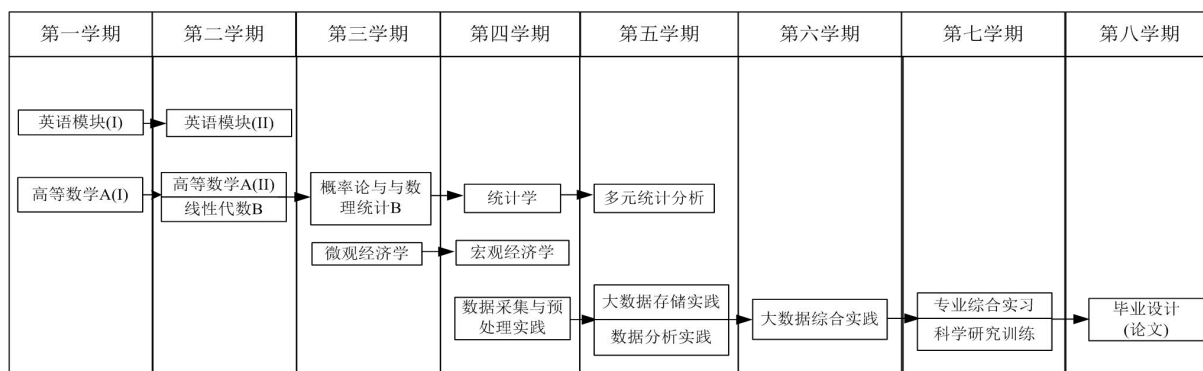 第一学期 第二学期 第三学期 第四学期 第五学期 第六学期 第七学期 第八学期
英语模块(I) 英语模块(II)
高等数学A(I)
高等数学A(II)
线性代数B
概率论与与数
理统计B
统计学
多元统计分析
微观经济学 宏观经济学
数据采集与预
处理实践
大数据存储实践
数据分析实践
大数据综合实践
专业综合实习
科学研究训练
毕业设计
(论文)